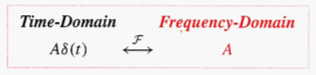 Time-Domain Frequency-Domain
Aδ(t) ℱ ⟷ A